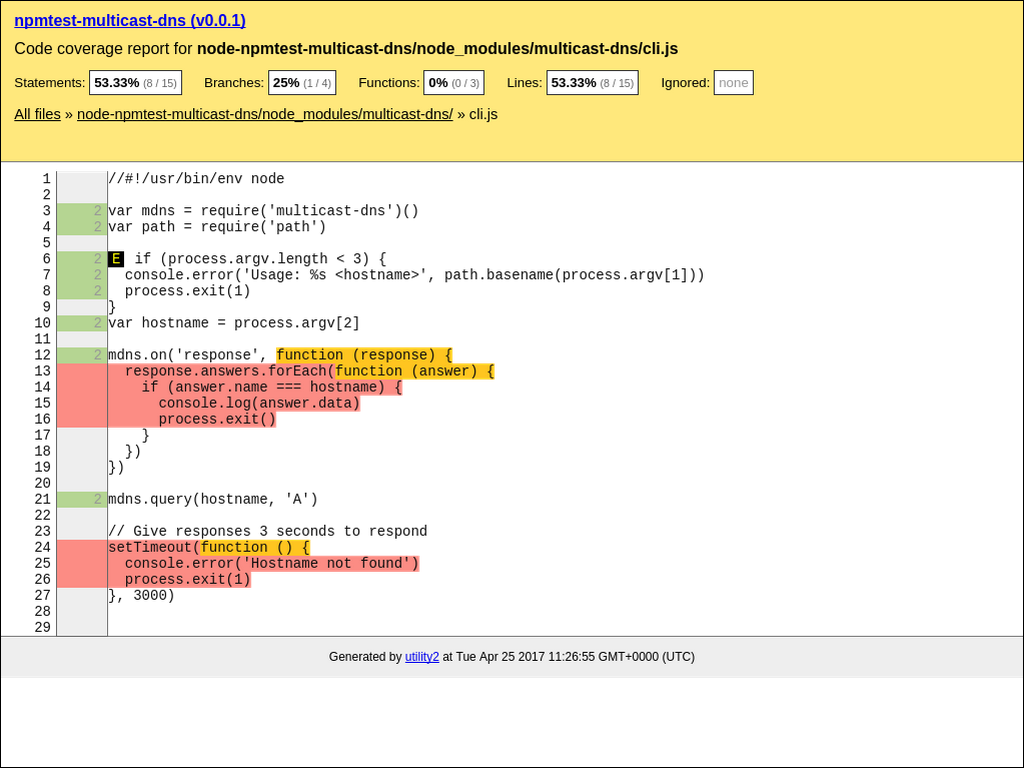 npmtest-multicast-dns (v0.0.1)
Code coverage report for node-npmtest-multicast-dns/node_modules/multicast-dns/cli.js
Statements: 53.33% (8 / 15) Branches: 25% (1 / 4) Functions: 0% (0 / 3) Lines: 53.33% (8 / 15) Ignored: none
All files » node-npmtest-multicast-dns/node_modules/multicast-dns/ » cli.js
1 //#!/usr/bin/env node
2
3 2 var mdns = require('multicast-dns')()
4 2 var path = require('path')
5
6 2 E if (process.argv.length < 3) {
7 2   console.error('Usage: %s <hostname>', path.basename(process.argv[1]))
8 2   process.exit(1)
9 }
10 2 var hostname = process.argv[2]
11
12 2 mdns.on('response', function (response) {
13   response.answers.forEach(function (answer) {
14     if (answer.name === hostname) {
15       console.log(answer.data)
16       process.exit()
17     }
18   })
19 })
20
21 2 mdns.query(hostname, 'A')
22
23 // Give responses 3 seconds to respond
24 setTimeout(function () {
25   console.error('Hostname not found')
26   process.exit(1)
27 }, 3000)
28
29
Generated by utility2 at Tue Apr 25 2017 11:26:55 GMT+0000 (UTC)